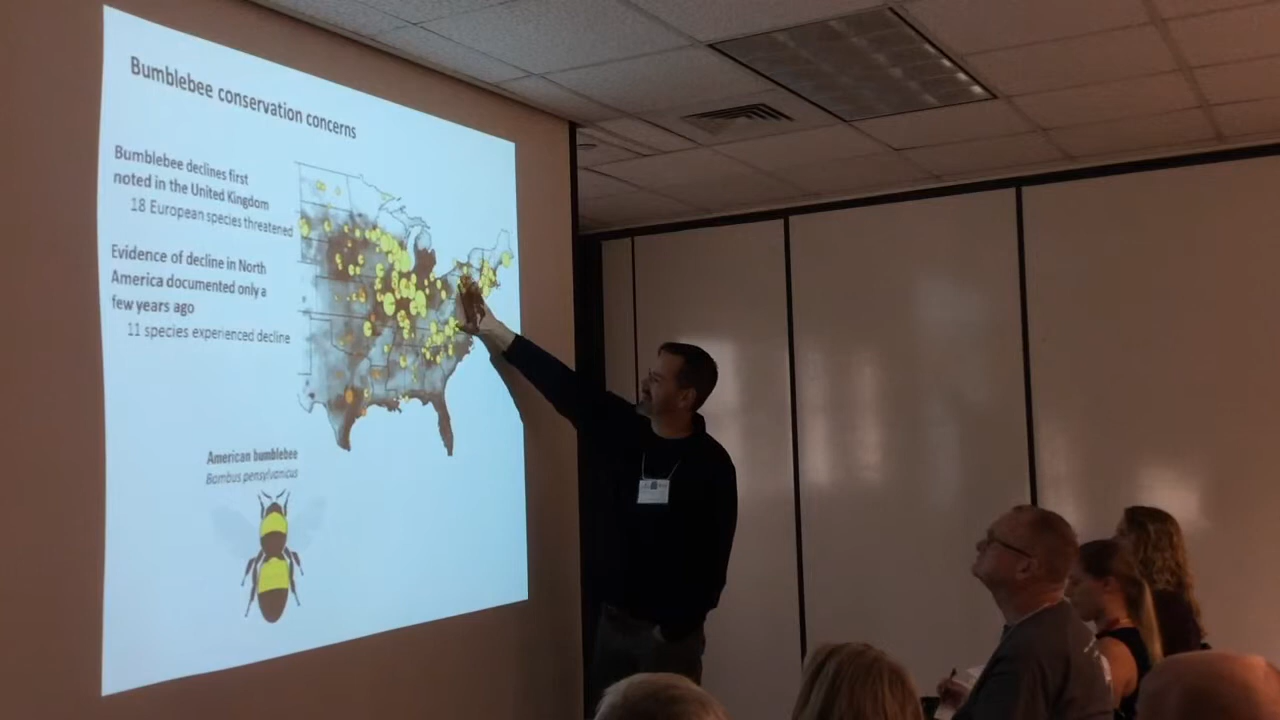 Bumblebee conservation concerns
Bumblebee declines first
noted in the United Kingdom
18 European species threatened
Evidence of decline in North
America documented only a
few years ago
11 species experienced decline
American bumblebee
Bombus pensylvanicus